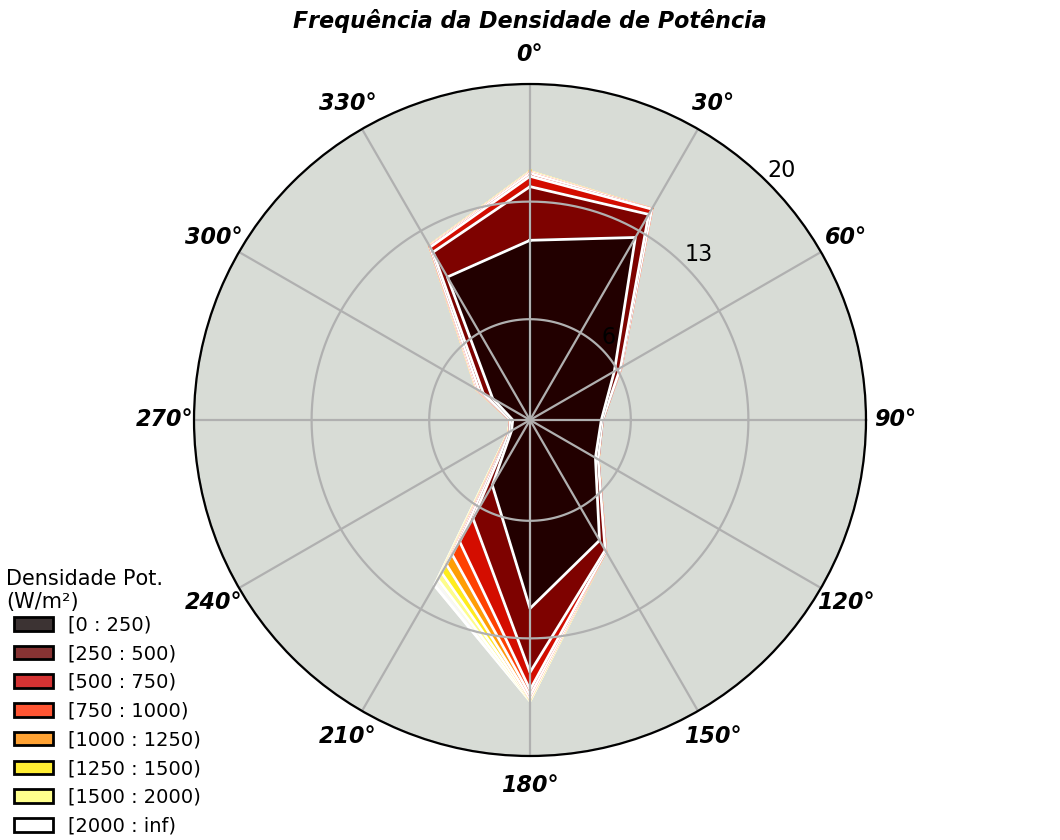 Frequência da Densidade de Potência
0°
330°
30°
20
300°
60°
13
6
270°
90°
240°
120°
210°
150°
180°
Densidade Pot.
(W/m²)
[0 : 250)
[250 : 500)
[500 : 750)
[750 : 1000)
[1000 : 1250)
[1250 : 1500)
[1500 : 2000)
[2000 : inf)